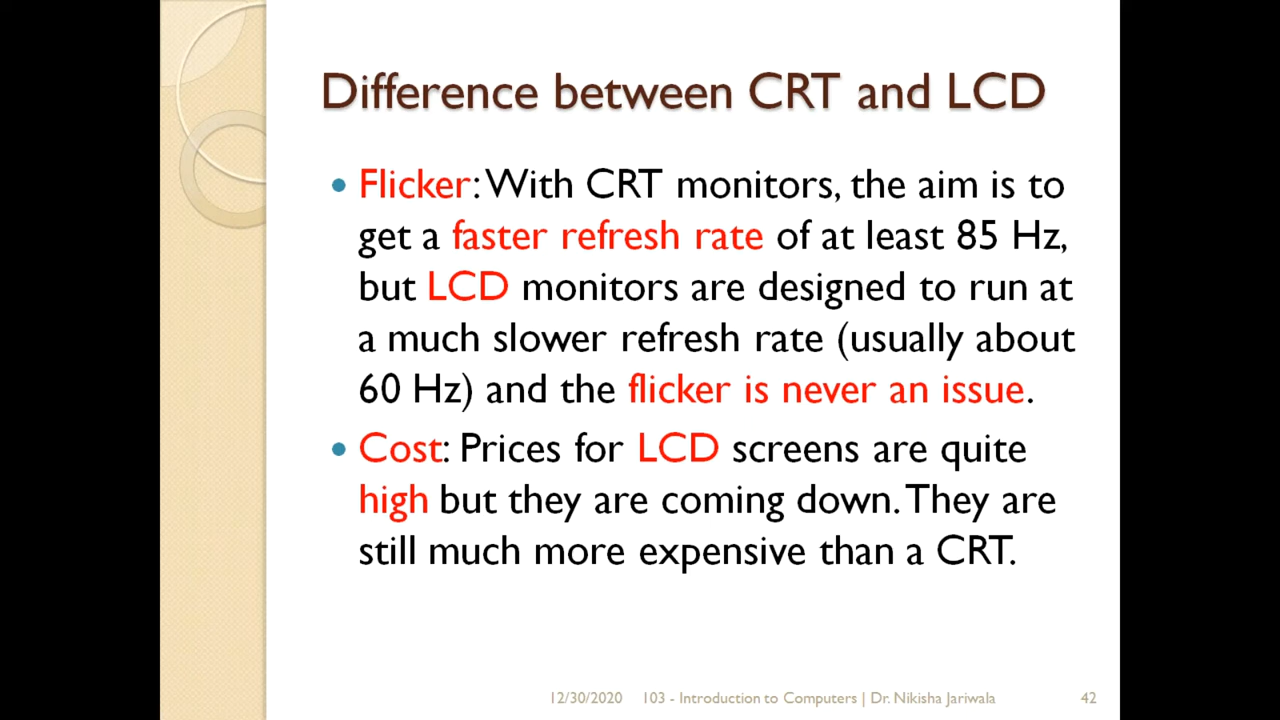 Difference between CRT and LCD
• Flicker: With CRT monitors, the aim is to
get a faster refresh rate of at least 85 Hz,
but LCD monitors are designed to run at
a much slower refresh rate (usually about
60 Hz) and the flicker is never an issue.
• Cost: Prices for LCD screens are quite
high but they are coming down. They are
still much more expensive than a CRT.
12/30/2020 103 - Introduction to Computers | Dr. Nikisha Jariwala 42